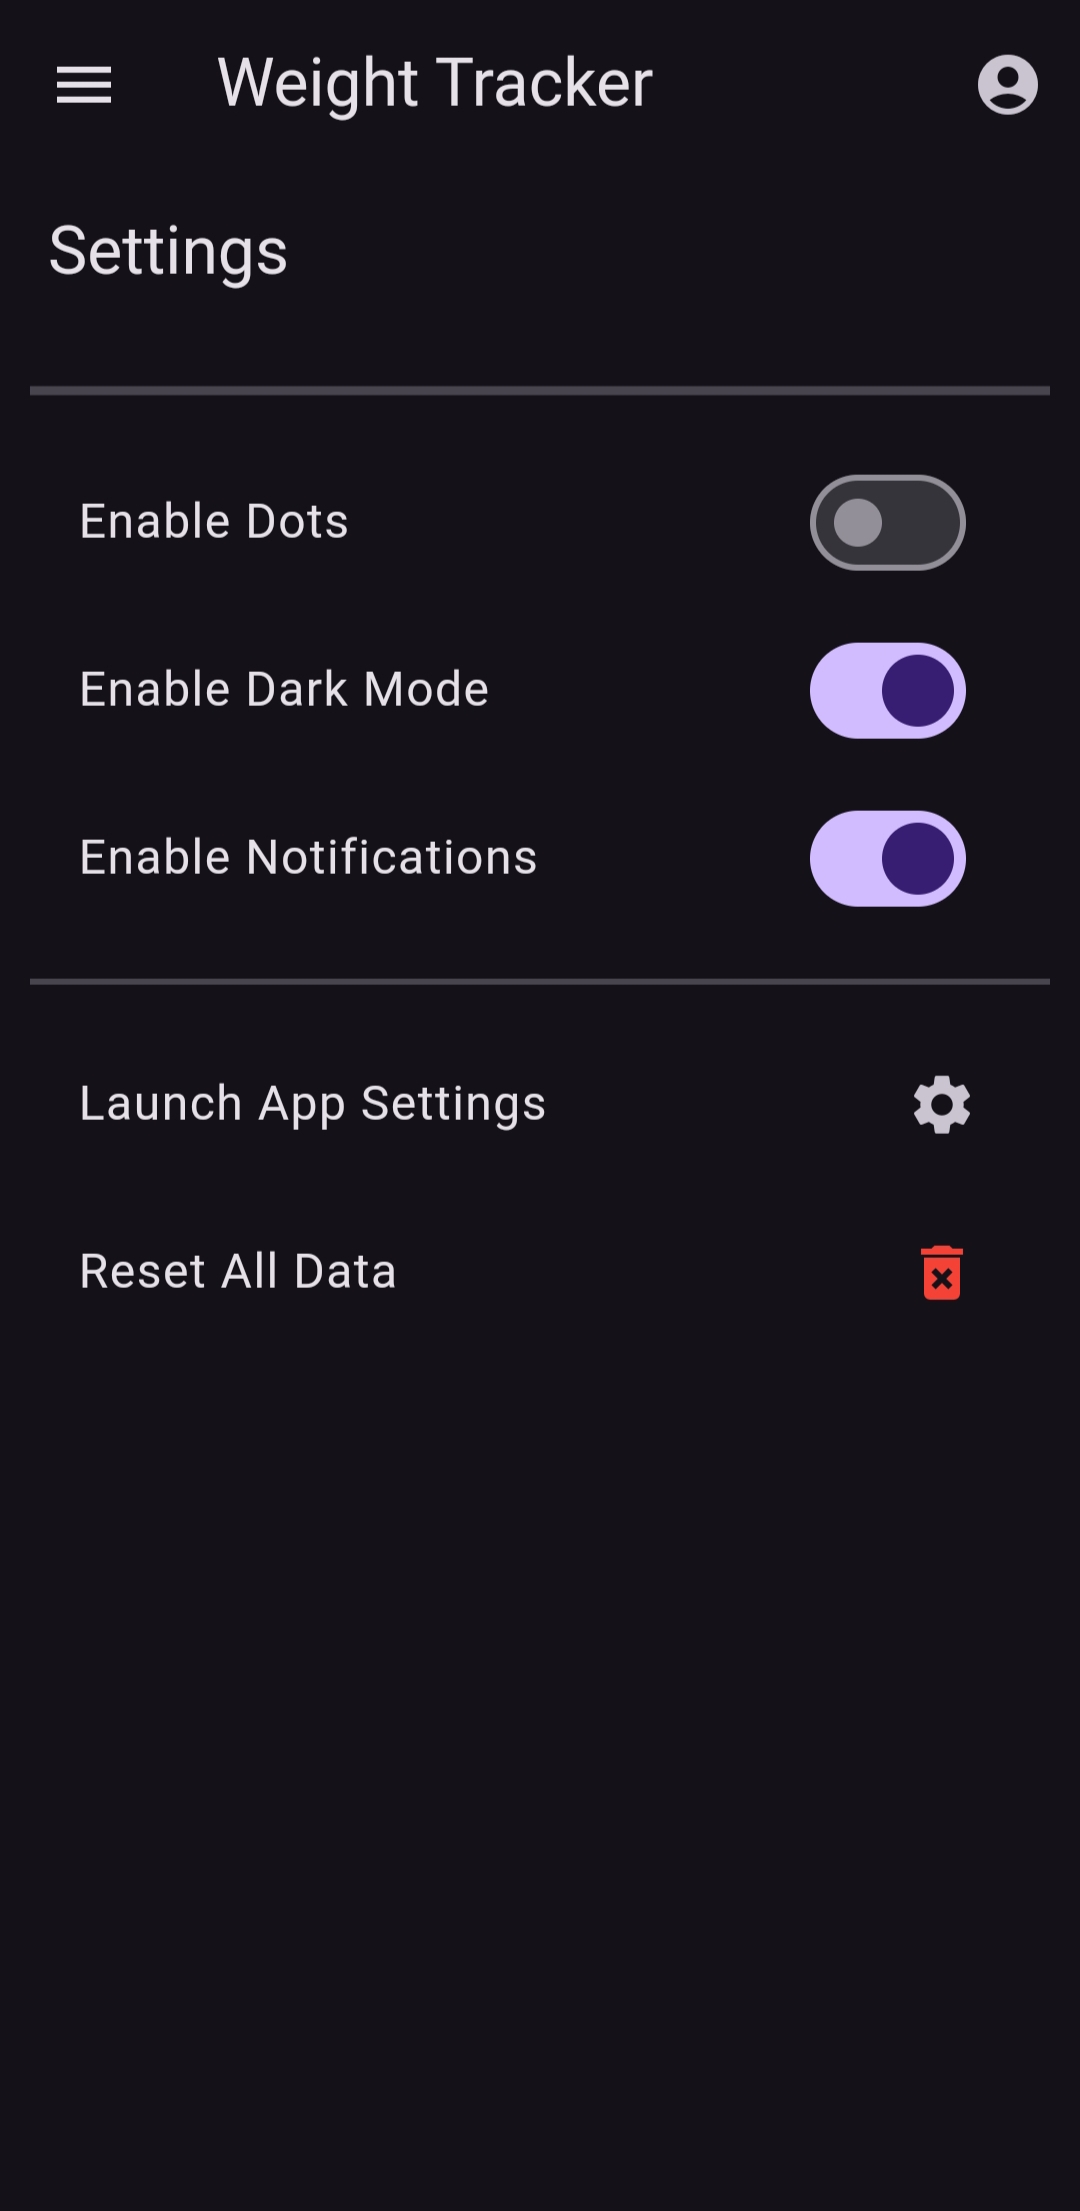 Weight Tracker
Settings
Enable Dots
Enable Dark Mode
Enable Notifications
Launch App Settings
Reset All Data